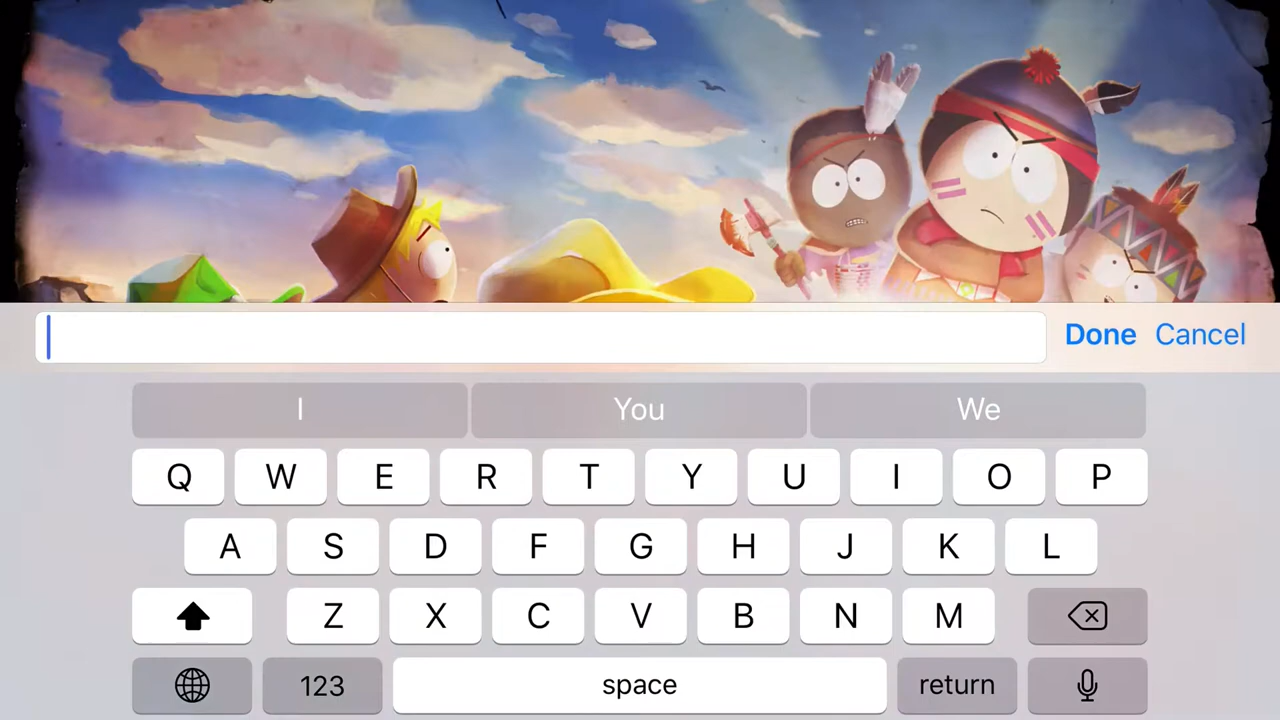 Done Cancel
I You We
Q W E R T Y U I O P
A S D F G H J K L
Z X C V B N M
123 space return